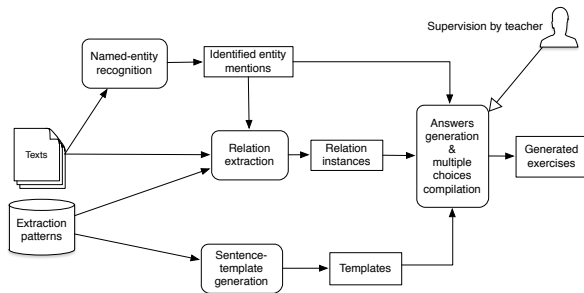 Supervision by teacher
Named-entity
recognition
Identified entity
mentions
Texts
Relation
extraction
Relation
instances
Answers
generation
&
multiple
choices
compilation
Generated
exercises
Extraction
patterns
Sentence-
template
generation
Templates